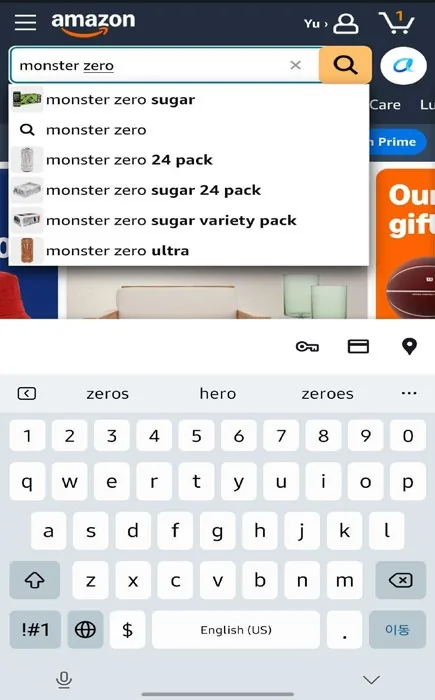 amazon
Yu ›
1
monster zero
monster zero sugar
monster zero
monster zero 24 pack
monster zero sugar 24 pack
monster zero sugar variety pack
monster zero ultra
Care
Prime
gift
zeros hero zeroes ...
1 2 3 4 5 6 7 8 9 0
q w e r t y u i o p
a s d f g h j k l
z x c v b n m
!#1 $ English (US) . 이동